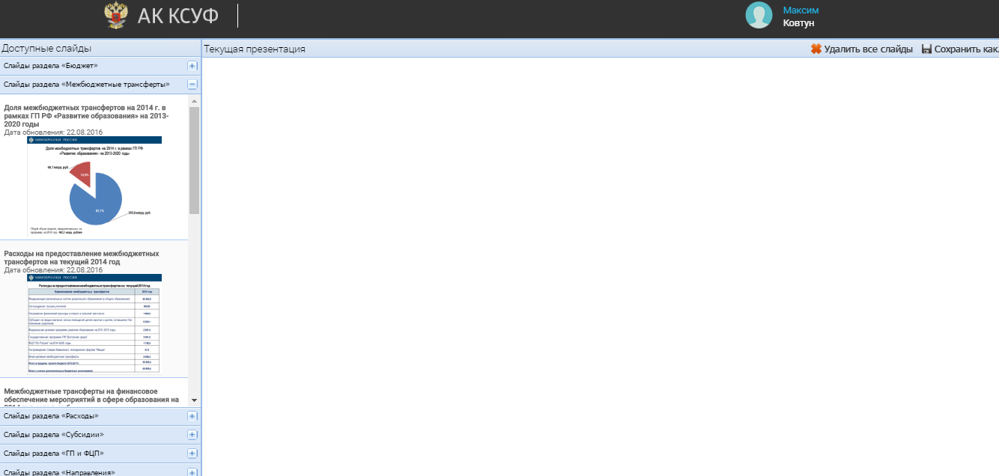 АК КСУФ
Максим
Ковтун
Доступные слайды
Текущая презентация
Удалить все слайды
Сохранить как.
Слайды раздела «Бюджет»
Слайды раздела «Межбюджетные трансферты»
Доля межбюджетных трансфертов на 2014 г. в
рамках ГП РФ «Развитие образования» на 2013-
2020 годы
Дата обновления: 22.08.2016
МИНОБРНАУКИ РОССИИ
Доля межбюджетных трансфертов на 2014 г. в рамках ГП РФ
«Развитие образования» на 2013-2020 годы
Расходы на предоставление межбюджетных
трансфертов на текущий 2014 год
Дата обновления: 22.08.2016
МИНОБРНАУКИ РОССИИ
Расходы на предоставление межбюджетных трансфертов на текущий 2014 год
Наименование межбюджетных трансфертов
2014 год
Межбюджетные трансферты на финансовое
обеспечение мероприятий в сфере образования на
Слайды раздела «Расходы»
Слайды раздела «Субсидии»
Слайды раздела «ГП и ФЦП»
Слайды раздела «Направления»